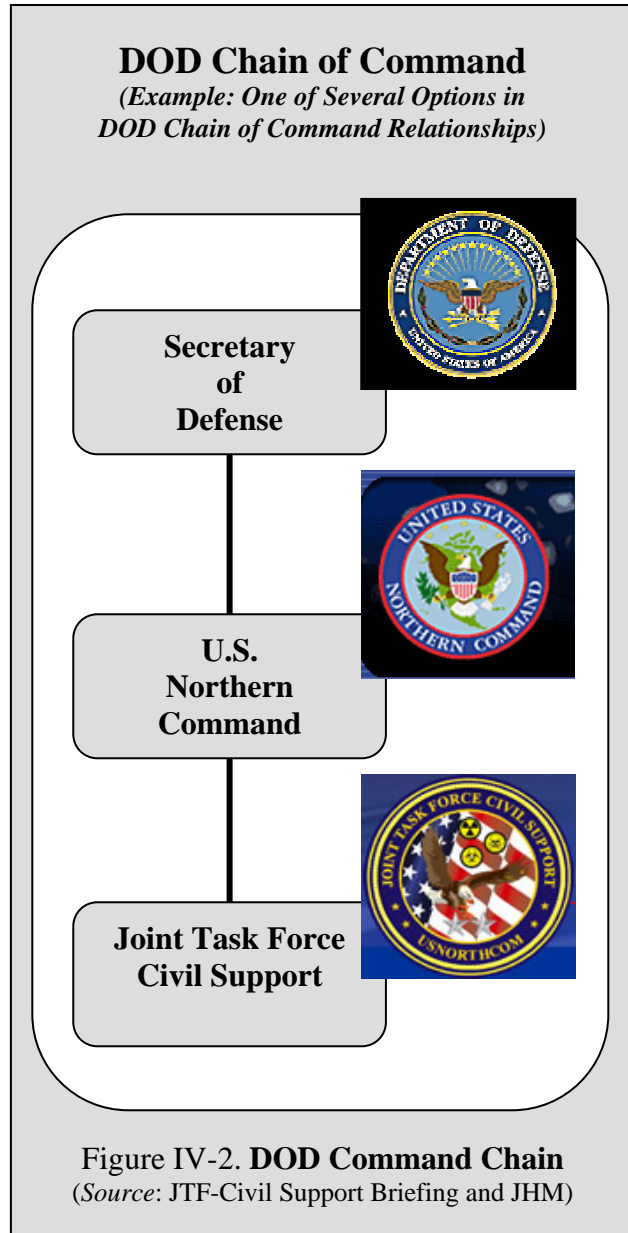 DOD Chain of Command
(Example: One of Several Options in
DOD Chain of Command Relationships)
DEPARTMENT OF DEFENSE
UNITED STATES OF AMERICA
Secretary
of
Defense
UNITED STATES
NORTHERN COMMAND
U.S.
Northern
Command
JOINT TASK FORCE CIVIL SUPPORT
USNORTHCOM
Joint Task Force
Civil Support
Figure IV-2. DOD Command Chain
(Source: JTF-Civil Support Briefing and JHM)